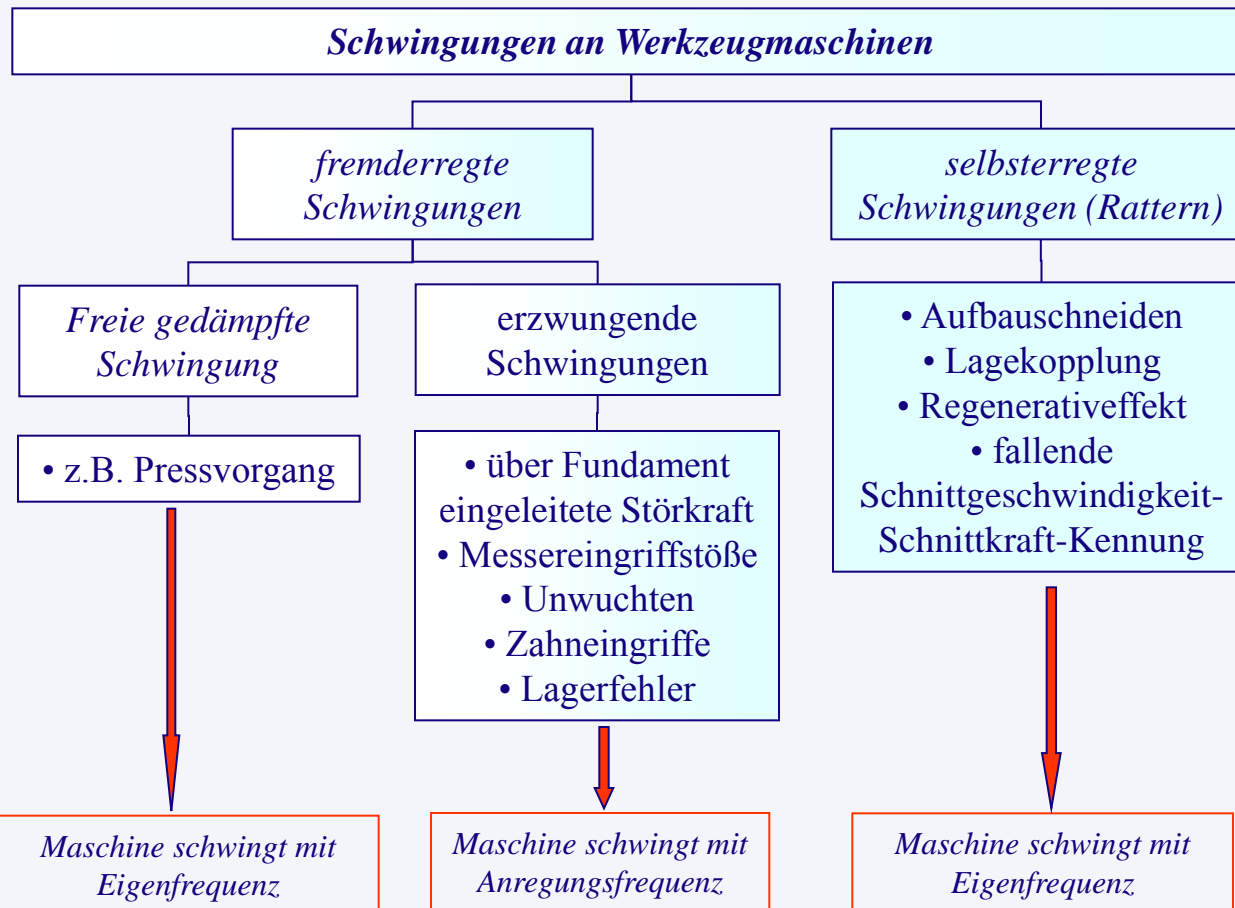 Schwingungen an Werkzeugmaschinen
fremderregte
Schwingungen
selbsterregte
Schwingungen (Rattern)
Freie gedämpfte
Schwingung
erzwungende
Schwingungen
• Aufbauschneiden
• Lagekopplung
• Regenerativeffekt
• fallende
Schnittgeschwindigkeit-
Schnittkraft-Kennung
• z.B. Pressvorgang
• über Fundament
eingeleitete Störkraft
• Messereingriffstöße
• Unwuchten
• Zahneingriffe
• Lagerfehler
Maschine schwingt mit
Eigenfrequenz
Maschine schwingt mit
Anregungsfrequenz
Maschine schwingt mit
Eigenfrequenz